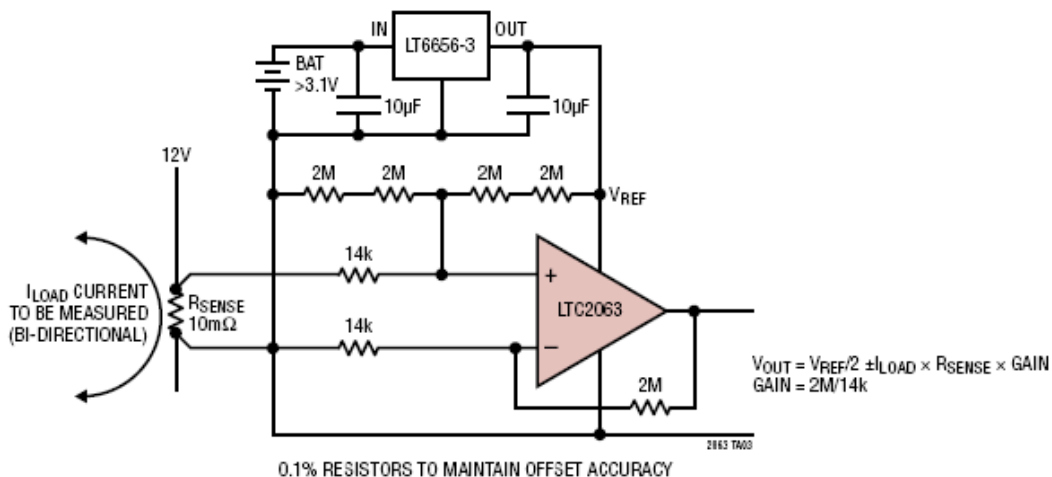 IN
LT6656-3
OUT
BAT
>3.1V
10µF
10µF
12V
2M
2M
2M
2M
VREF
14k
14k
+
–
LTC2063
ILOAD CURRENT
TO BE MEASURED
(BI-DIRECTIONAL)
RSENSE
10mΩ
2M
VOUT = VREF/2 ±ILOAD × RSENSE × GAIN
GAIN = 2M/14k
2063 TA03
0.1% RESISTORS TO MAINTAIN OFFSET ACCURACY